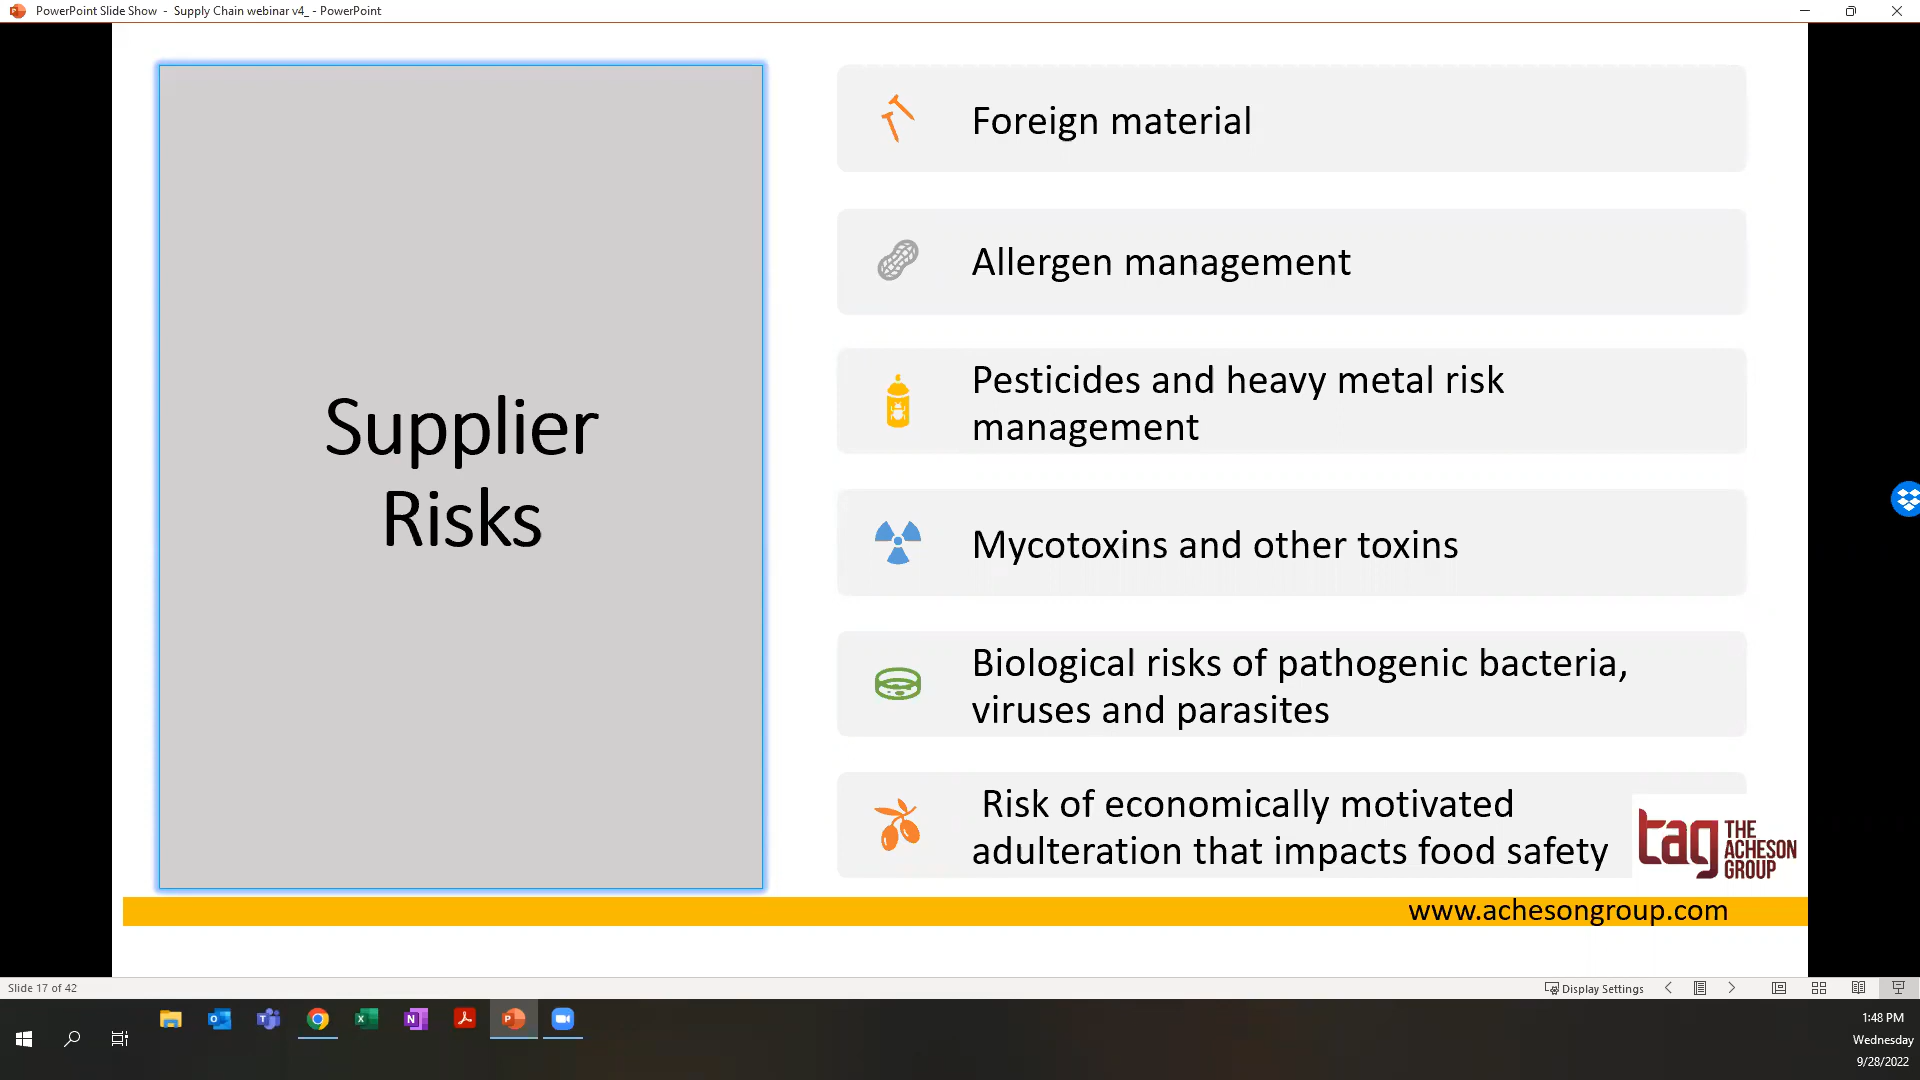 PowerPoint Slide Show - Supply Chain webinar v4_ - PowerPoint
Supplier
Risks
Foreign material
Allergen management
Pesticides and heavy metal risk
management
Mycotoxins and other toxins
Biological risks of pathogenic bacteria,
viruses and parasites
Risk of economically motivated
adulteration that impacts food safety
tag THE
ACHESON
GROUP
www.achesongroup.com
Slide 17 of 42
Display Settings
1:48 PM
Wednesday
9/28/2022